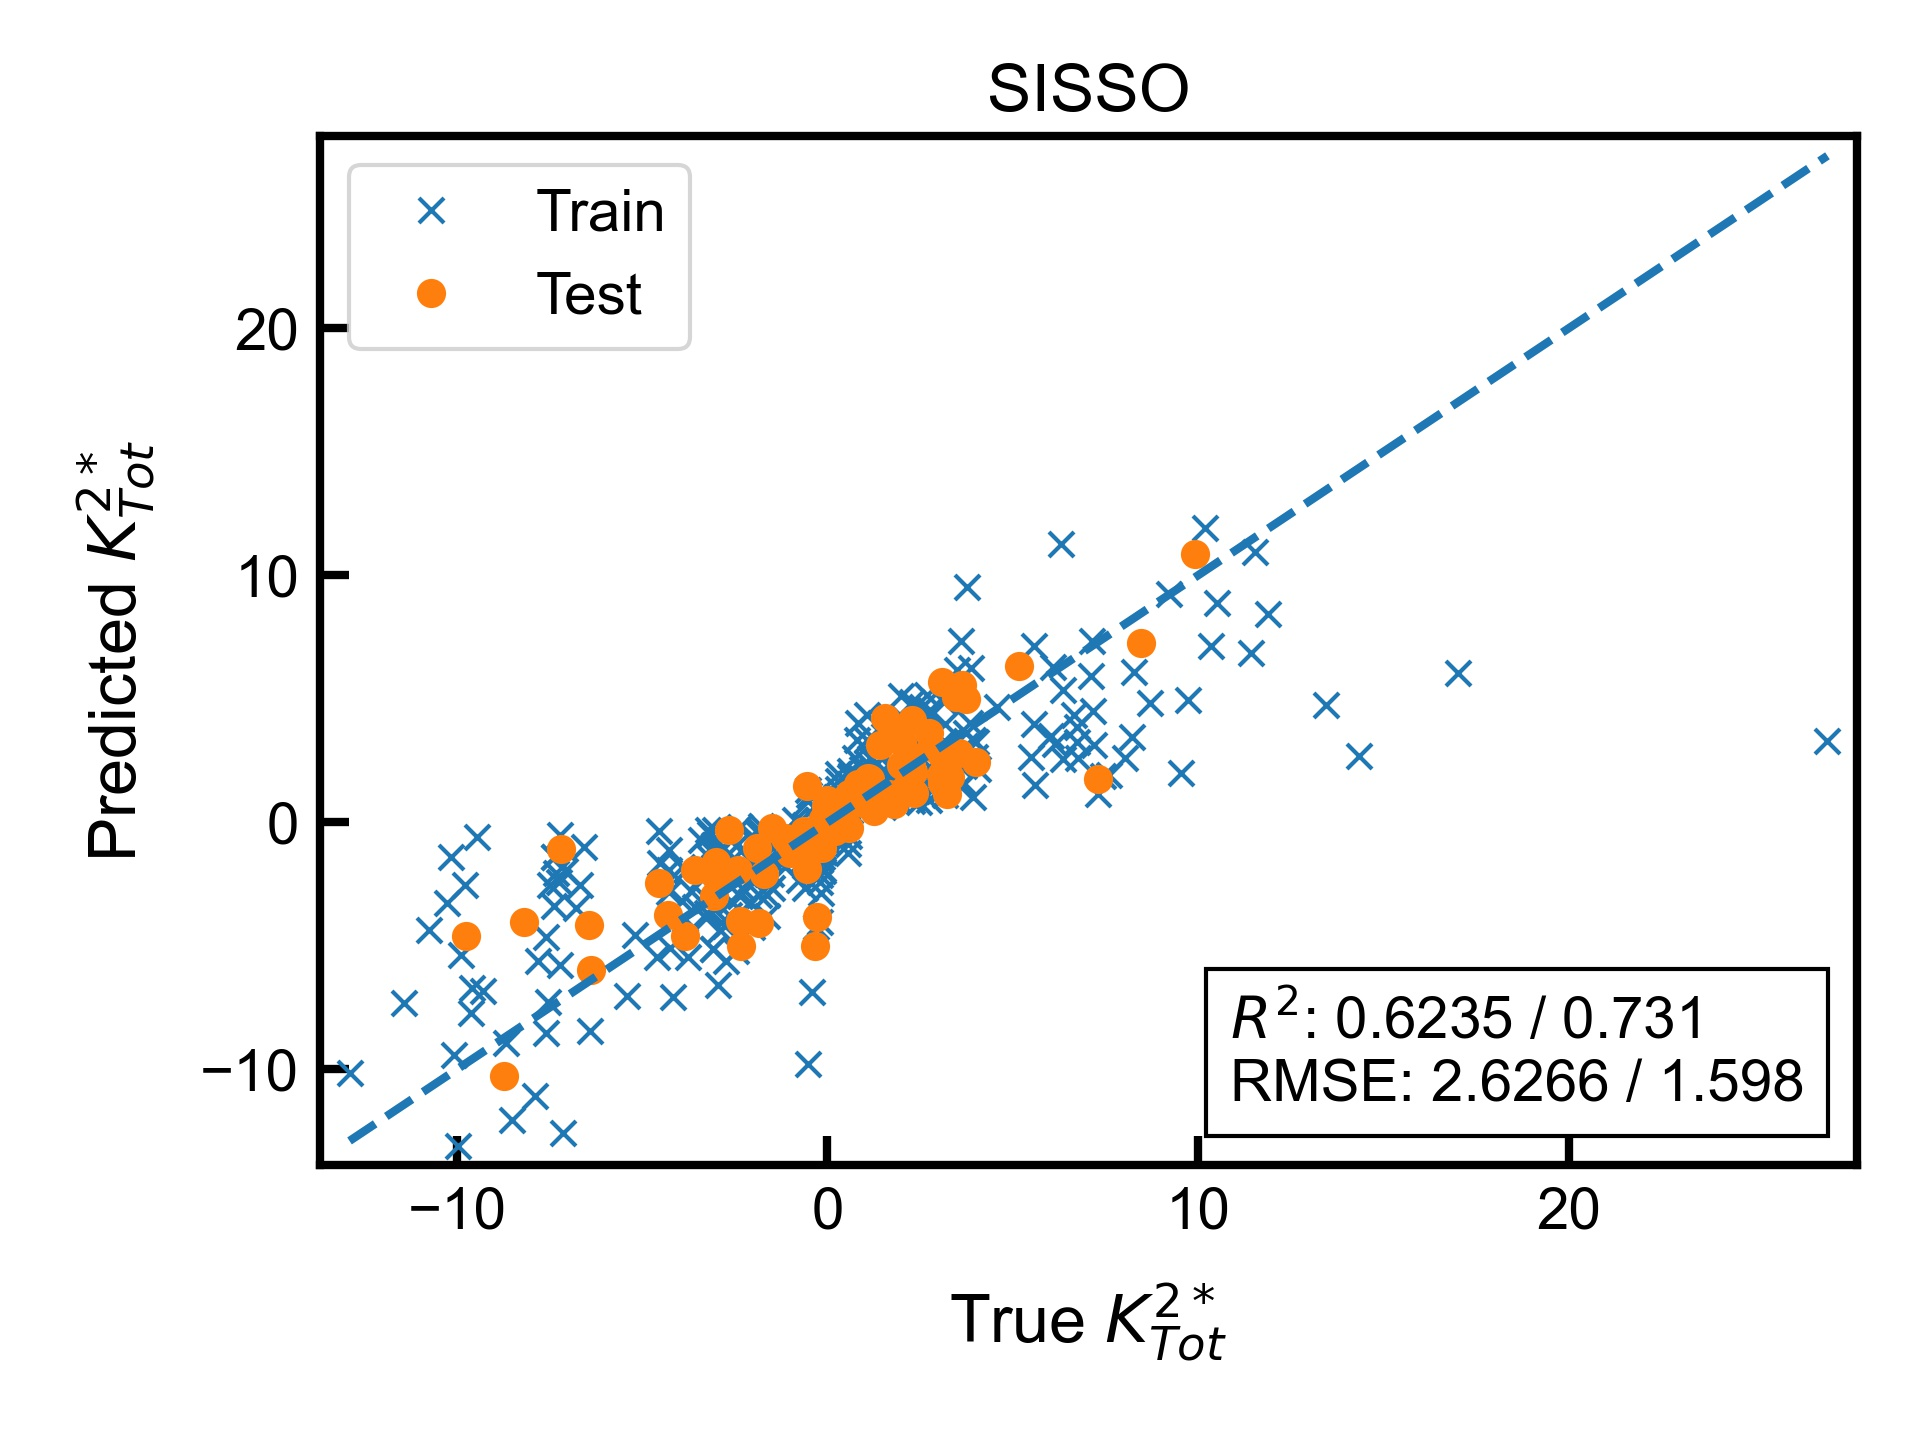 SISSO
Train
Test
20
10
0
−10
Predicted K^{2*}_{Tot}
R^2: 0.6235 / 0.731
RMSE: 2.6266 / 1.598
−10 0 10 20
True K^{2*}_{Tot}